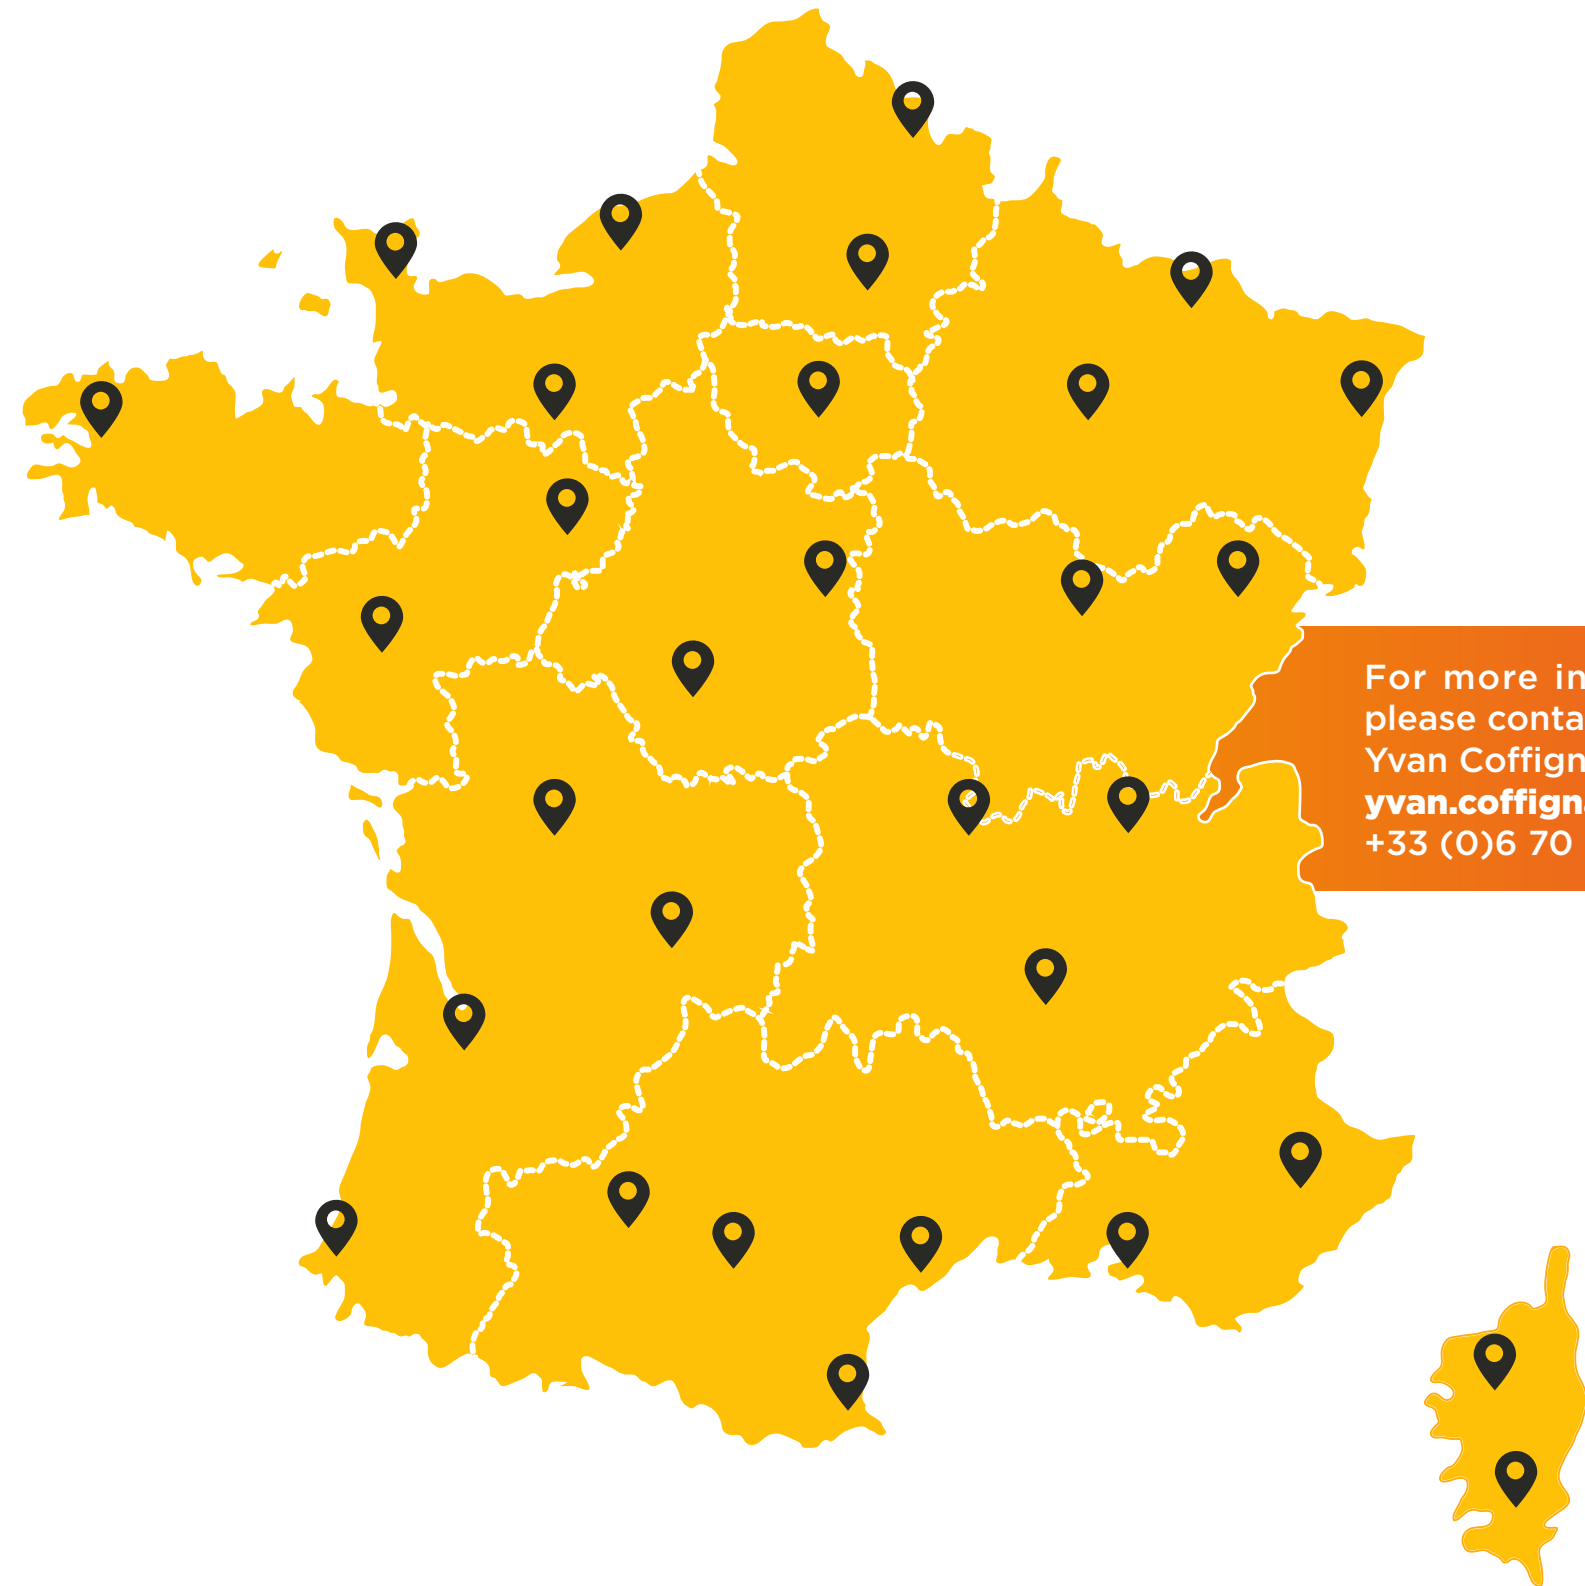 For more in
please conta
Yvan Coffign
yvan.coffign
+33 (0)6 70